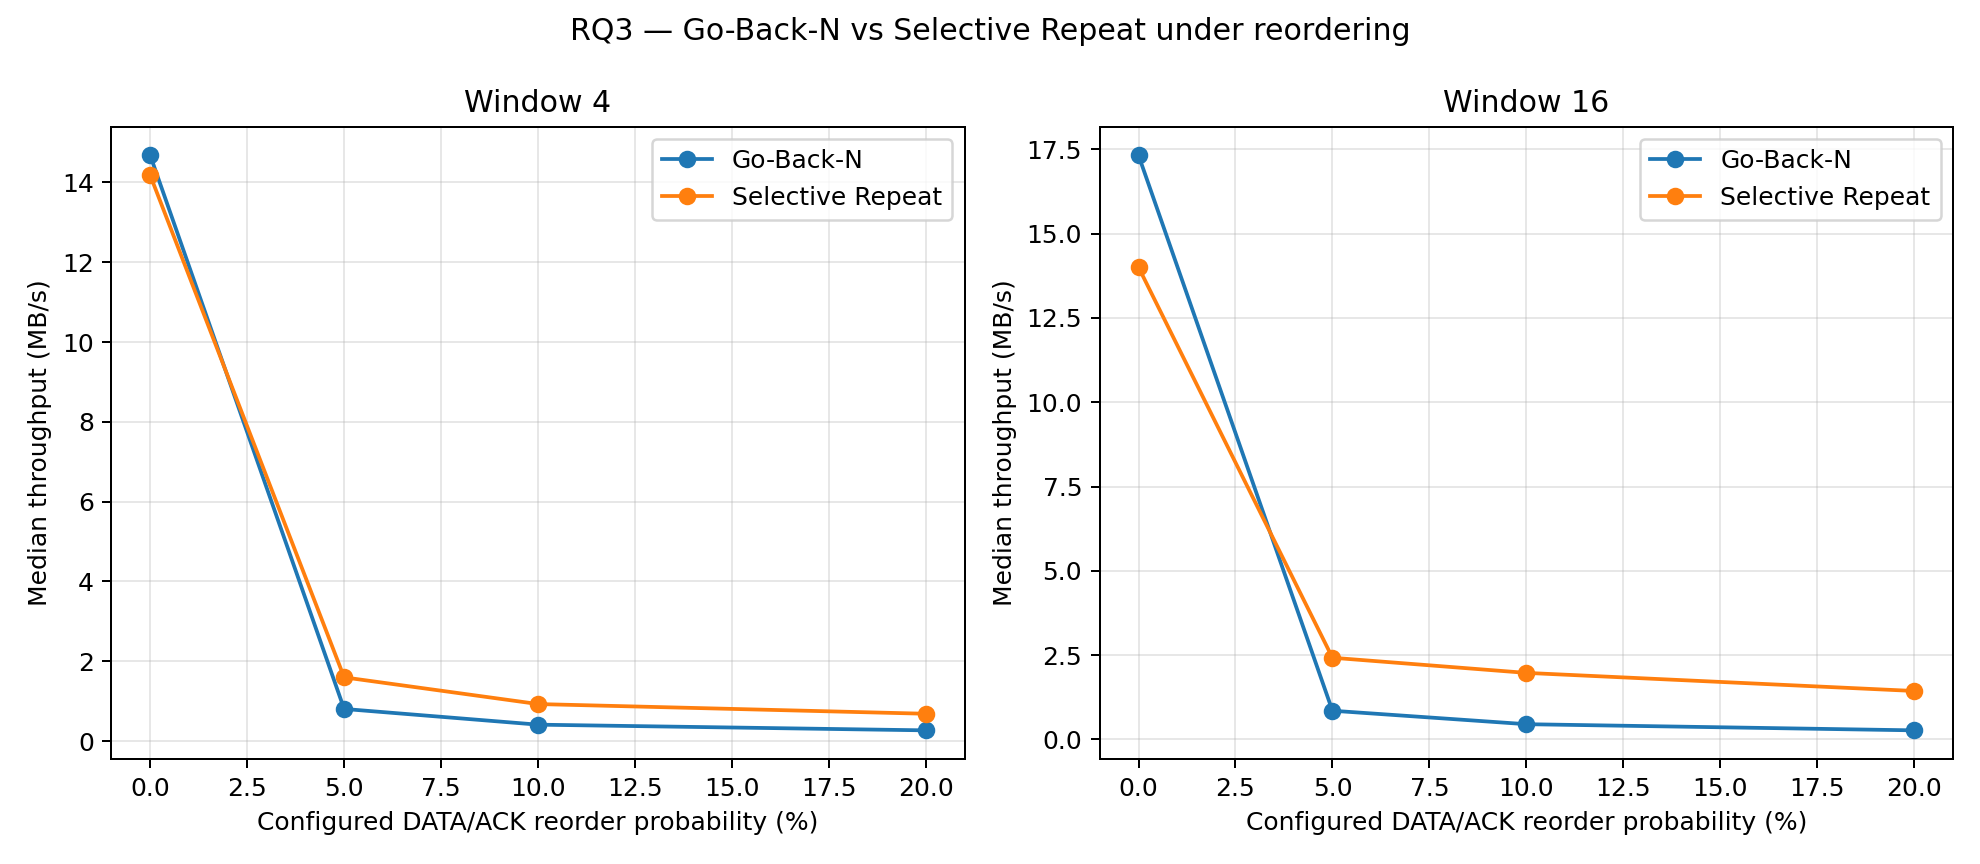 RQ3 — Go-Back-N vs Selective Repeat under reordering
Window 4
Median throughput (MB/s)
14
12
10
8
6
4
2
0
Go-Back-N
Selective Repeat
0.0 2.5 5.0 7.5 10.0 12.5 15.0 17.5 20.0
Configured DATA/ACK reorder probability (%)
Window 16
Median throughput (MB/s)
17.5
15.0
12.5
10.0
7.5
5.0
2.5
0.0
Go-Back-N
Selective Repeat
0.0 2.5 5.0 7.5 10.0 12.5 15.0 17.5 20.0
Configured DATA/ACK reorder probability (%)